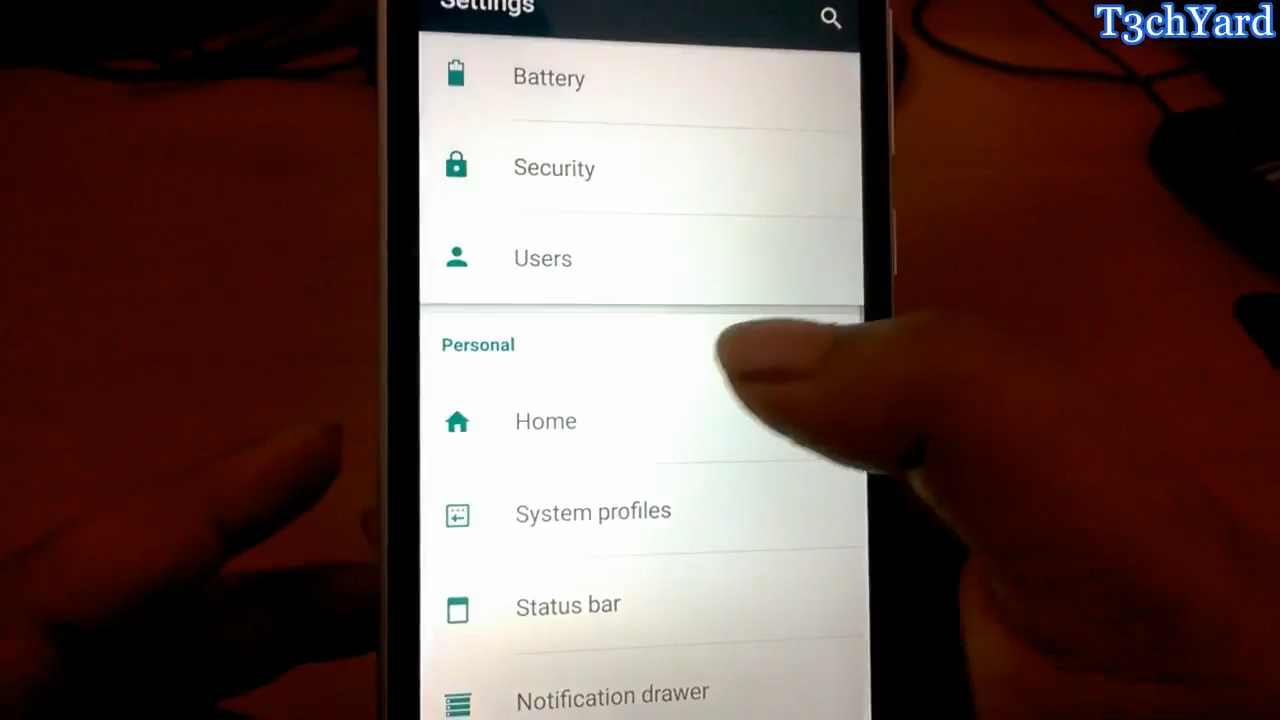 T3chYard
Settings
Battery
Security
Users
Personal
Home
System profiles
Status bar
Notification drawer